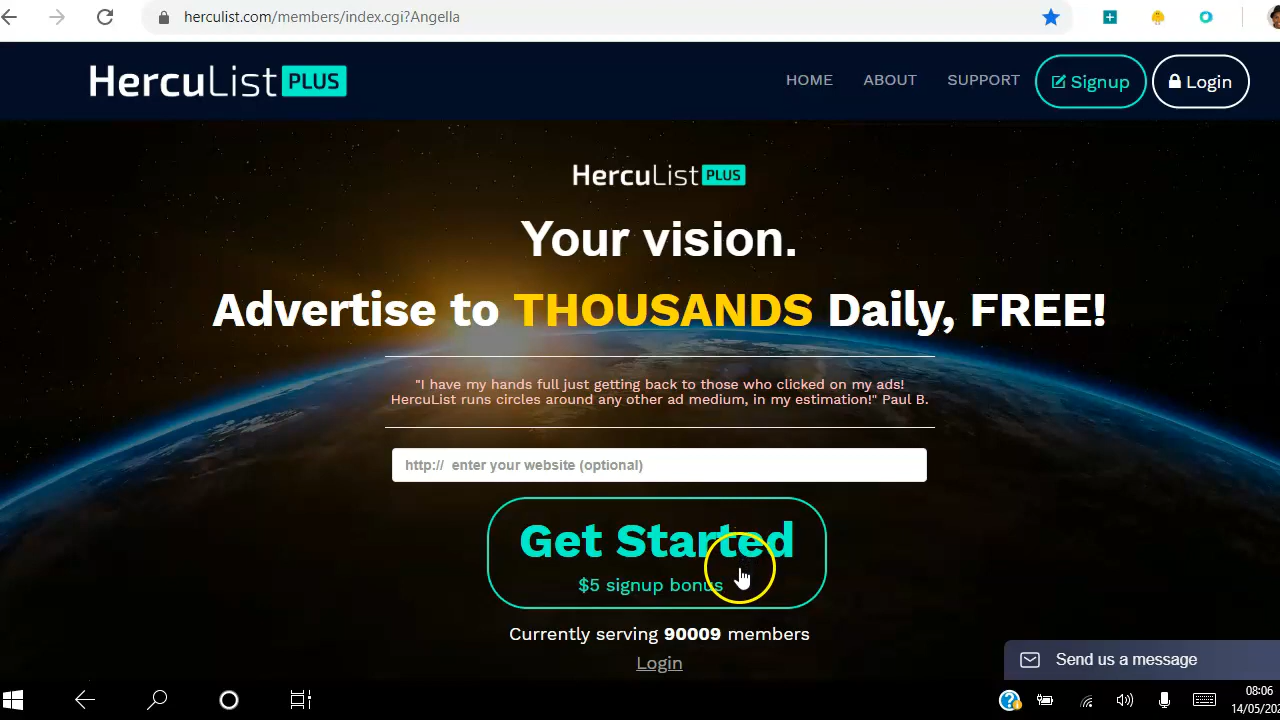 herculist.com/members/index.cgi?Angella
HercuList PLUS
HOME
ABOUT
SUPPORT
Signup
Login
HercuList PLUS
Your vision.
Advertise to THOUSANDS Daily, FREE!
"I have my hands full just getting back to those who clicked on my ads!
HercuList runs circles around any other ad medium, in my estimation!" Paul B.
http://  enter your website (optional)
Get Started
$5 signup bonus
Currently serving 90009 members
Login
Send us a message
08:06
14/05/202